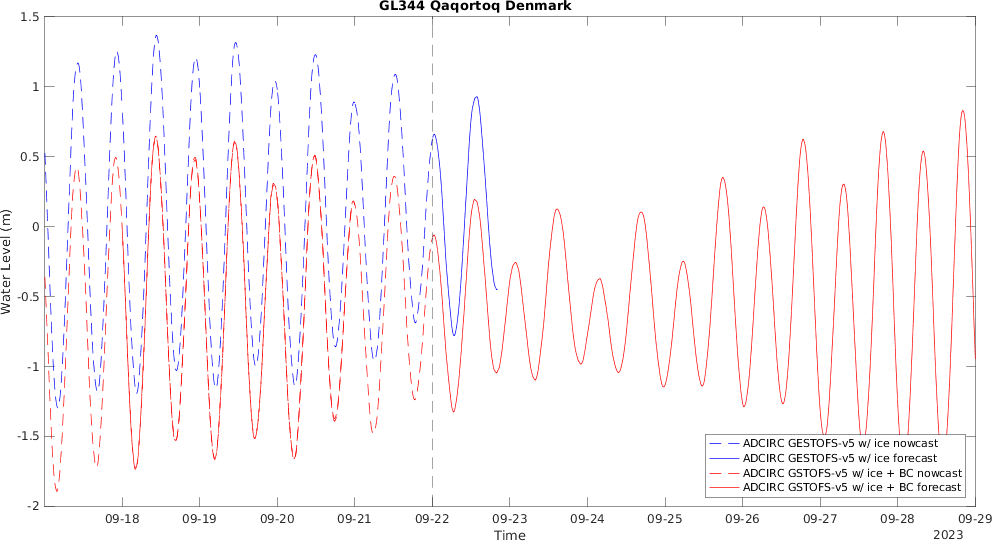 GL344 Qaqortoq Denmark
1.5
1
0.5
0
-0.5
-1
-1.5
-2
Water Level (m)
09-18 09-19 09-20 09-21 09-22 09-23 09-24 09-25 09-26 09-27 09-28 09-29
Time
2023
ADCIRC GESTOFS-v5 w/ ice nowcast
ADCIRC GESTOFS-v5 w/ ice forecast
ADCIRC GSTOFS-v5 w/ ice + BC nowcast
ADCIRC GSTOFS-v5 w/ ice + BC forecast